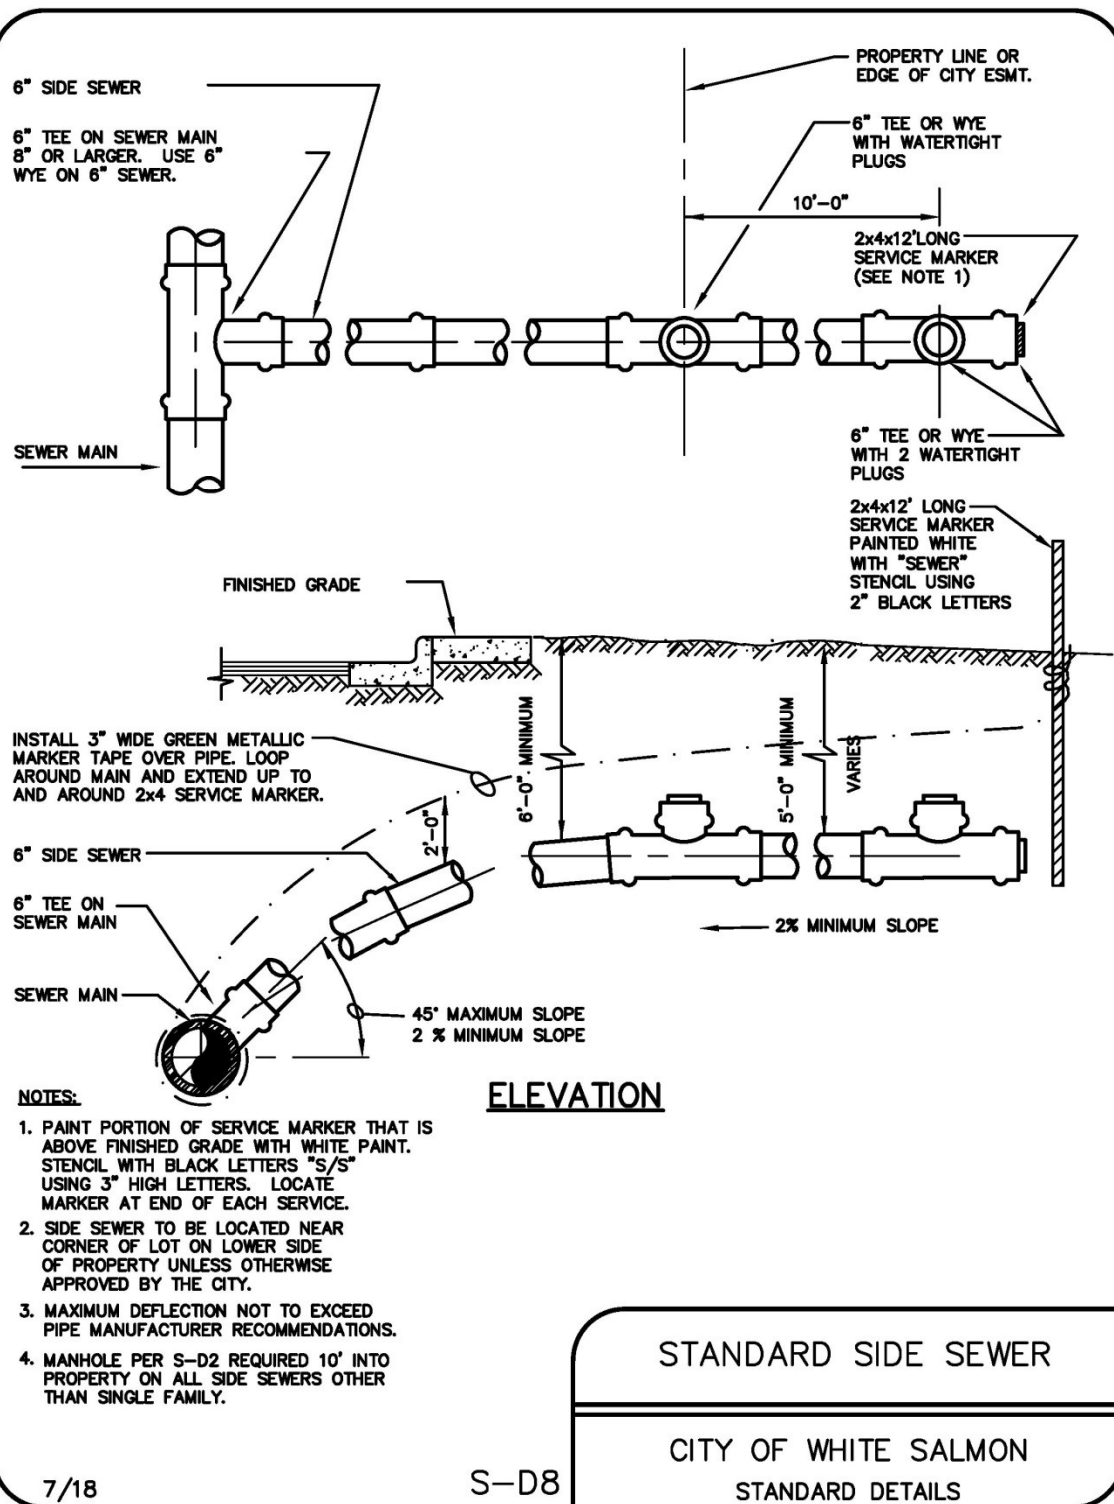 6" SIDE SEWER
6" TEE ON SEWER MAIN
8" OR LARGER. USE 6"
WYE ON 6" SEWER.
PROPERTY LINE OR
EDGE OF CITY ESMT.
6" TEE OR WYE
WITH WATERTIGHT
PLUGS
10'-0"
2x4x12'LONG
SERVICE MARKER
(SEE NOTE 1)
SEWER MAIN
6" TEE OR WYE
WITH 2 WATERTIGHT
PLUGS
2x4x12' LONG
SERVICE MARKER
PAINTED WHITE
WITH "SEWER"
STENCIL USING
2" BLACK LETTERS
FINISHED GRADE
INSTALL 3" WIDE GREEN METALLIC
MARKER TAPE OVER PIPE. LOOP
AROUND MAIN AND EXTEND UP TO
AND AROUND 2x4 SERVICE MARKER.
6'-0" MINIMUM
5'-0" MINIMUM
VARIES
2'-0"
6" SIDE SEWER
6" TEE ON
SEWER MAIN
2% MINIMUM SLOPE
SEWER MAIN
45° MAXIMUM SLOPE
2 % MINIMUM SLOPE
ELEVATION
NOTES:
1. PAINT PORTION OF SERVICE MARKER THAT IS
ABOVE FINISHED GRADE WITH WHITE PAINT.
STENCIL WITH BLACK LETTERS "S/S"
USING 3" HIGH LETTERS. LOCATE
MARKER AT END OF EACH SERVICE.
2. SIDE SEWER TO BE LOCATED NEAR
CORNER OF LOT ON LOWER SIDE
OF PROPERTY UNLESS OTHERWISE
APPROVED BY THE CITY.
3. MAXIMUM DEFLECTION NOT TO EXCEED
PIPE MANUFACTURER RECOMMENDATIONS.
4. MANHOLE PER S-D2 REQUIRED 10' INTO
PROPERTY ON ALL SIDE SEWERS OTHER
THAN SINGLE FAMILY.
STANDARD SIDE SEWER
CITY OF WHITE SALMON
STANDARD DETAILS
7/18
S-D8